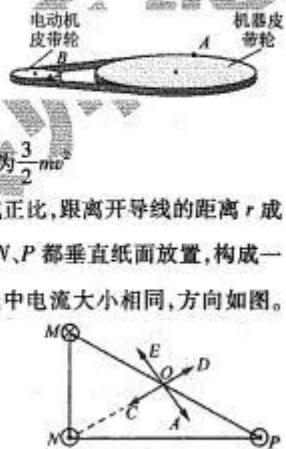 电动机
皮带轮
机器皮
带轮
A
B
为3/2mv²
成正比,跟离开导线的距离 r 成
N、P 都垂直纸面放置,构成一
中电流大小相同,方向如图。
M
E
O
D
C
A
N
P